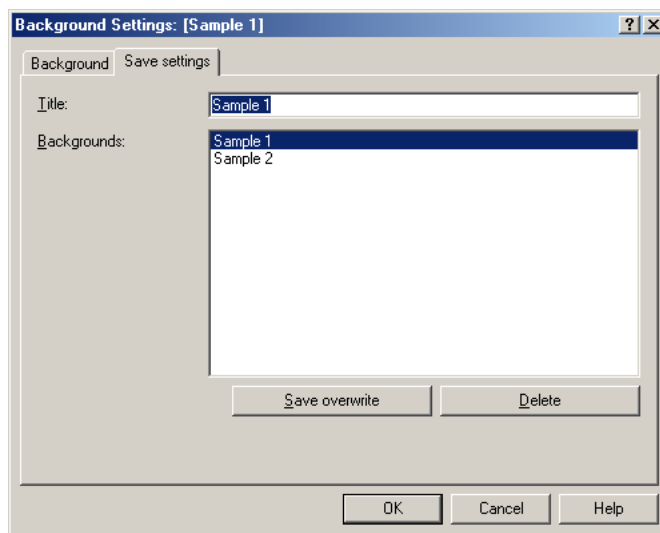 Background Settings: [Sample 1]
Background Save settings
Title: Sample 1
Backgrounds: Sample 1
Sample 2
Save overwrite Delete
OK Cancel Help